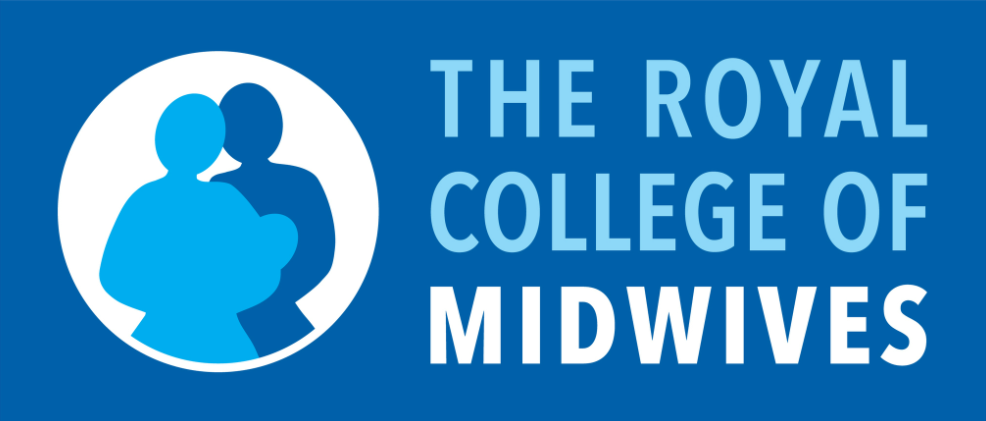 THE ROYAL
COLLEGE OF
MIDWIVES